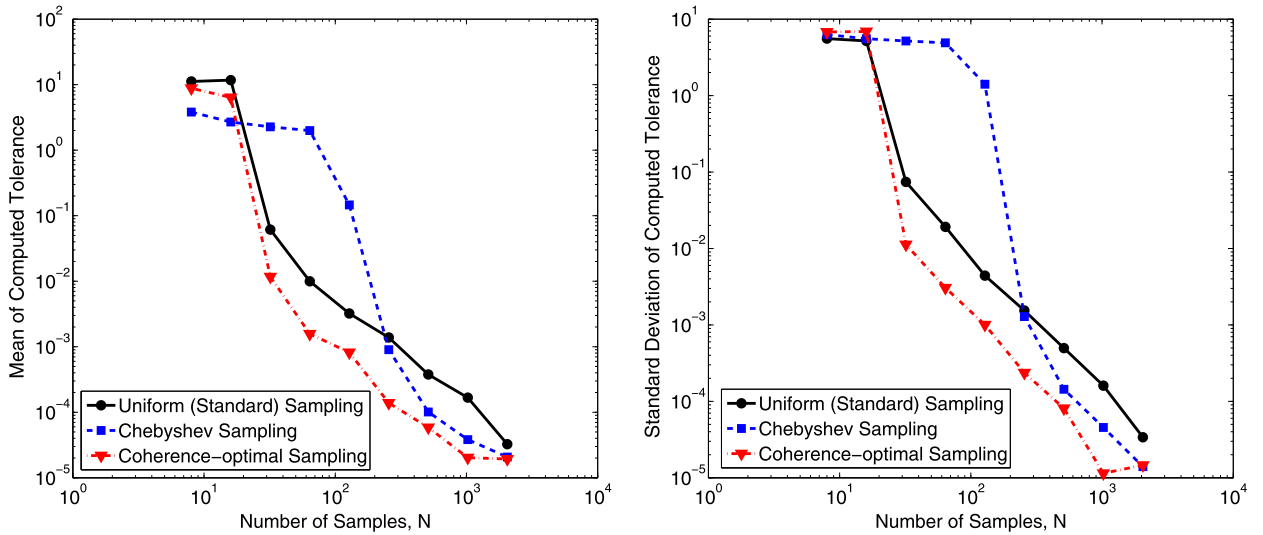 Mean of Computed Tolerance
10^2
10^1
10^0
10^−1
10^−2
10^−3
10^−4
10^−5
Uniform (Standard) Sampling
Chebyshev Sampling
Coherence−optimal Sampling
10^0 10^1 10^2 10^3 10^4
Number of Samples, N
Standard Deviation of Computed Tolerance
10^1
10^0
10^−1
10^−2
10^−3
10^−4
10^−5
Uniform (Standard) Sampling
Chebyshev Sampling
Coherence−optimal Sampling
10^0 10^1 10^2 10^3 10^4
Number of Samples, N